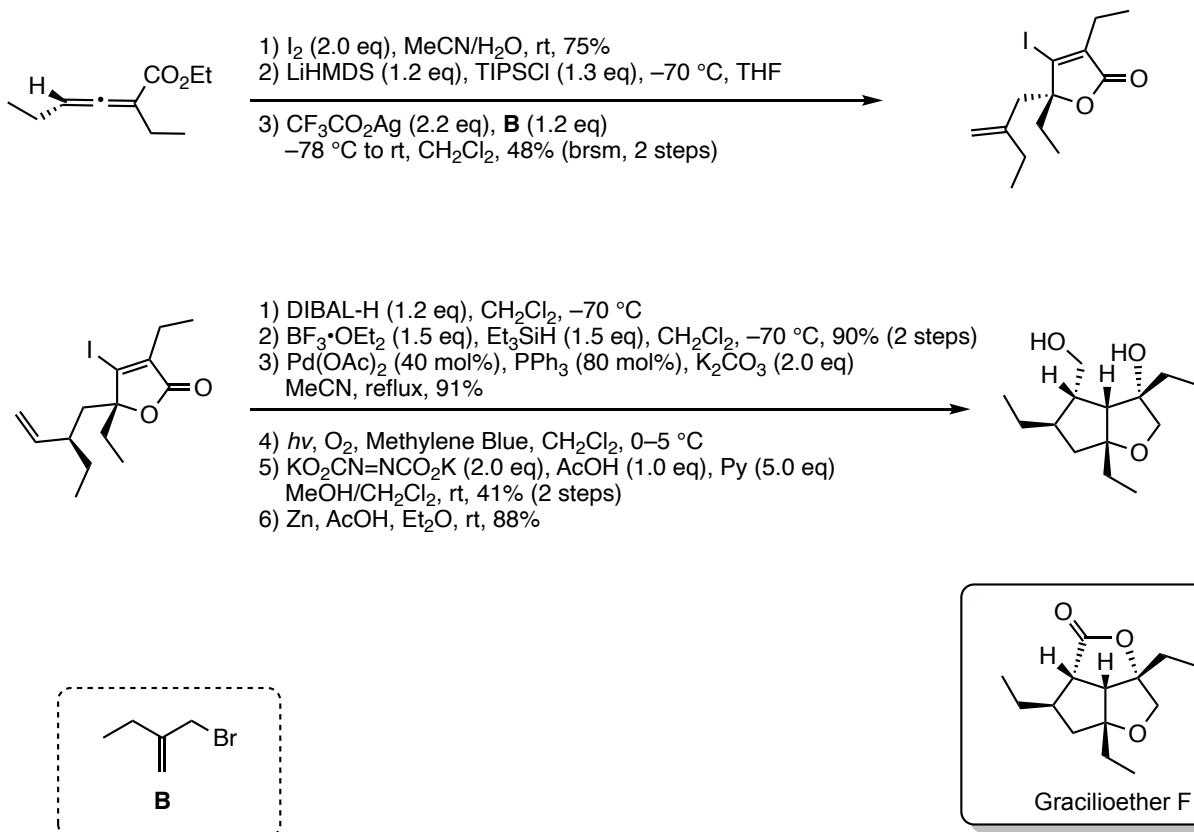 1) I₂ (2.0 eq), MeCN/H₂O, rt, 75%
2) LiHMDS (1.2 eq), TIPSCl (1.3 eq), –70 °C, THF
3) CF₃CO₂Ag (2.2 eq), B (1.2 eq)
–78 °C to rt, CH₂Cl₂, 48% (brsm, 2 steps)
H
CO₂Et
I
O
O
1) DIBAL-H (1.2 eq), CH₂Cl₂, –70 °C
2) BF₃•OEt₂ (1.5 eq), Et₃SiH (1.5 eq), CH₂Cl₂, –70 °C, 90% (2 steps)
3) Pd(OAc)₂ (40 mol%), PPh₃ (80 mol%), K₂CO₃ (2.0 eq)
MeCN, reflux, 91%
4) hv, O₂, Methylene Blue, CH₂Cl₂, 0–5 °C
5) KO₂CN=NCO₂K (2.0 eq), AcOH (1.0 eq), Py (5.0 eq)
MeOH/CH₂Cl₂, rt, 41% (2 steps)
6) Zn, AcOH, Et₂O, rt, 88%
I
O
O
HO
HO
H
H
O
Br
B
O
O
H
H
O
Gracilioether F